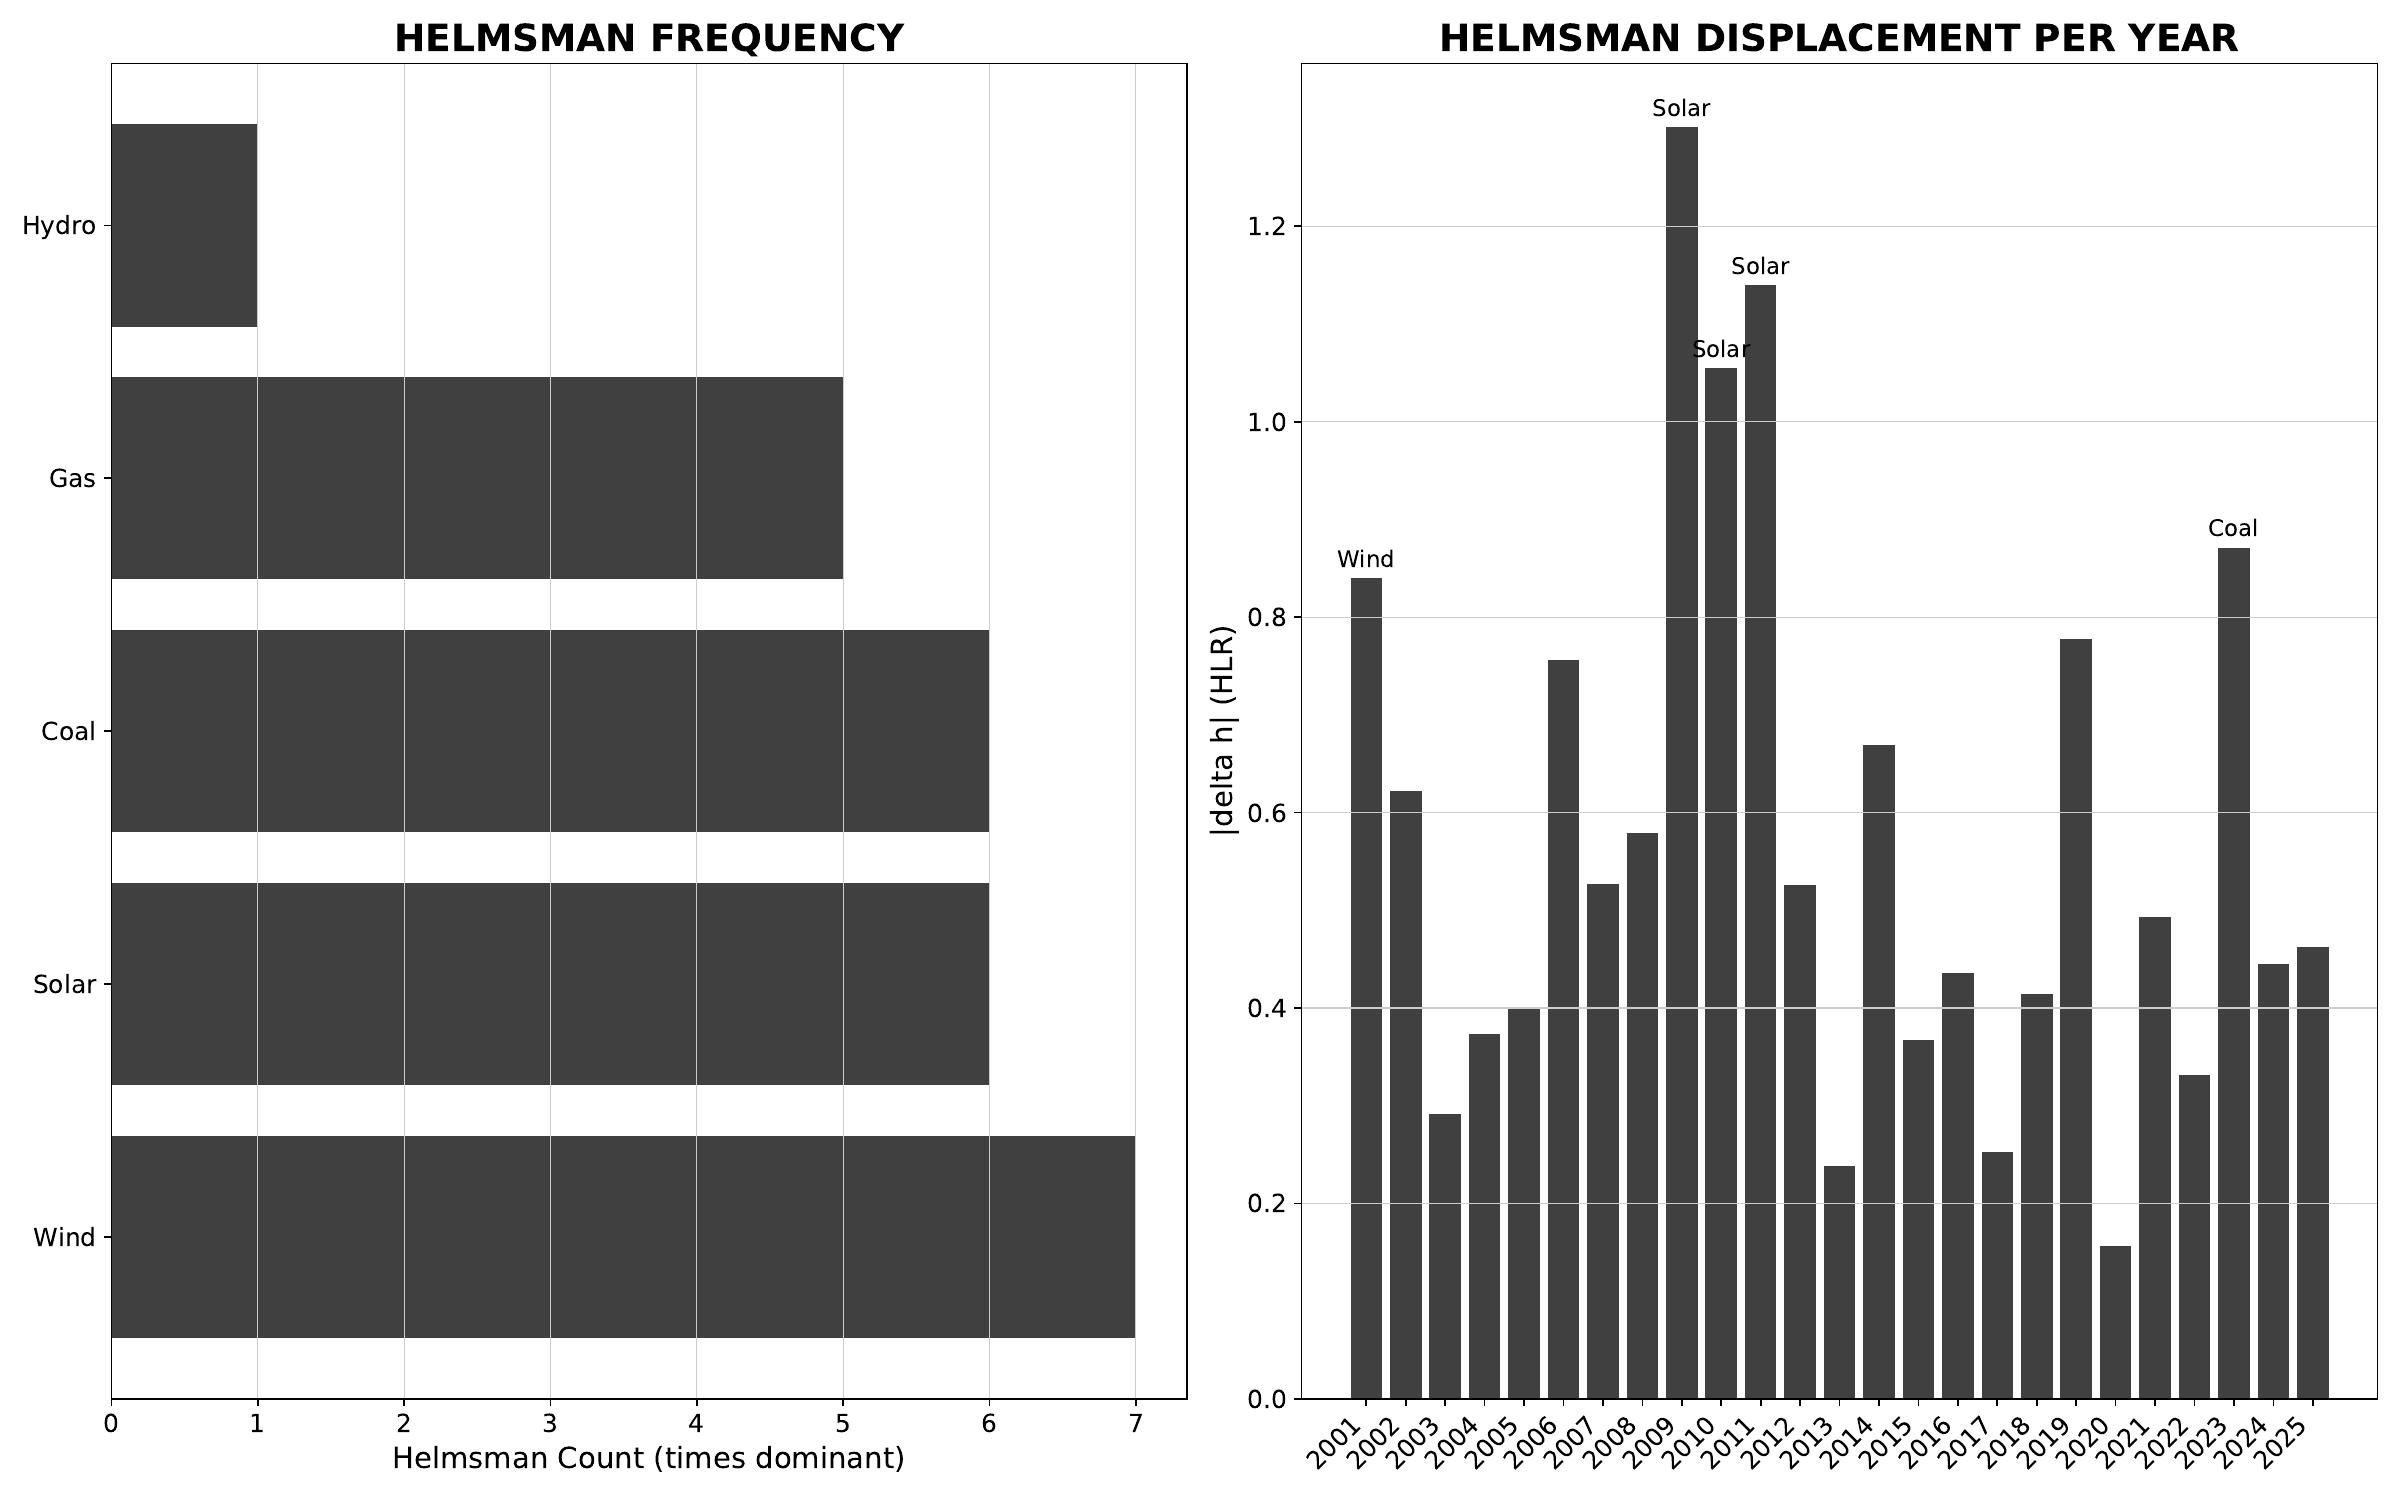 HELMSMAN FREQUENCY
Hydro
Gas
Coal
Solar
Wind
0 1 2 3 4 5 6 7
Helmsman Count (times dominant)
HELMSMAN DISPLACEMENT PER YEAR
|delta h| (HLR)
1.2
1.0
0.8
0.6
0.4
0.2
0.0
Wind
Solar
Solar
Solar
Coal
2001 2002 2003 2004 2005 2006 2007 2008 2009 2010 2011 2012 2013 2014 2015 2016 2017 2018 2019 2020 2021 2022 2023 2024 2025